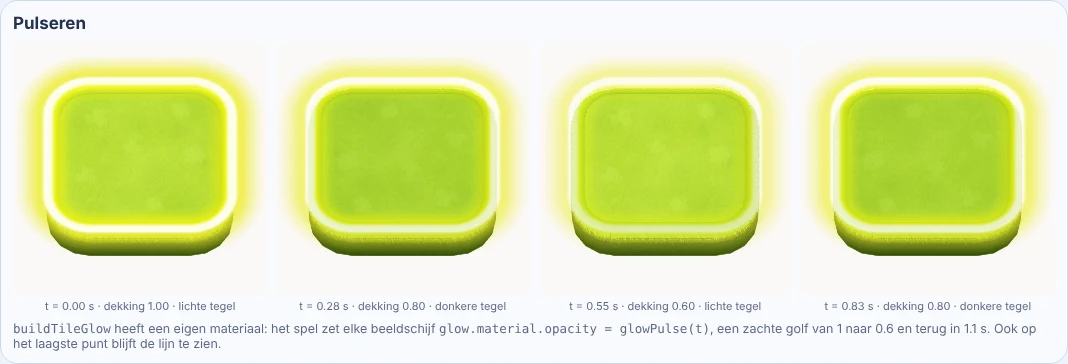 Pulseren
t = 0.00 s · dekking 1.00 · lichte tegel
t = 0.28 s · dekking 0.80 · donkere tegel
t = 0.55 s · dekking 0.60 · lichte tegel
t = 0.83 s · dekking 0.80 · donkere tegel
buildTileGlow heeft een eigen materiaal: het spel zet elke beeldschijf glow.material.opacity = glowPulse(t), een zachte golf van 1 naar 0.6 en terug in 1.1 s. Ook op
het laagste punt blijft de lijn te zien.